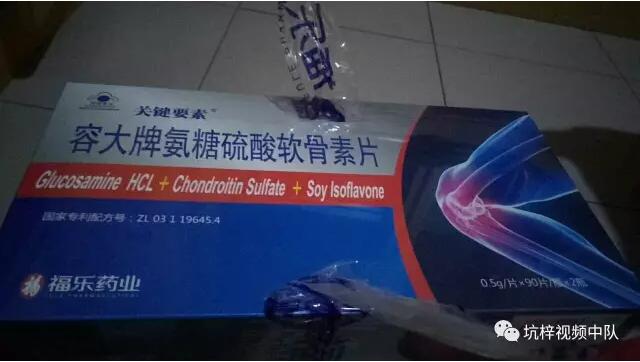 关键要素®
容大牌氨糖硫酸软骨素片
Glucosamine HCL + Chondroitin Sulfate + Soy Isoflavone
国家专利配方号：ZL 03 1 19645.4
福 福乐药业
0.5g/片×90片/瓶×2瓶
坑梓视频中队